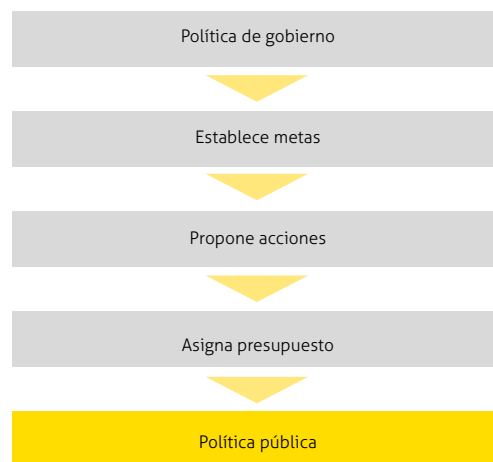 Política de gobierno
Establece metas
Propone acciones
Asigna presupuesto
Política pública